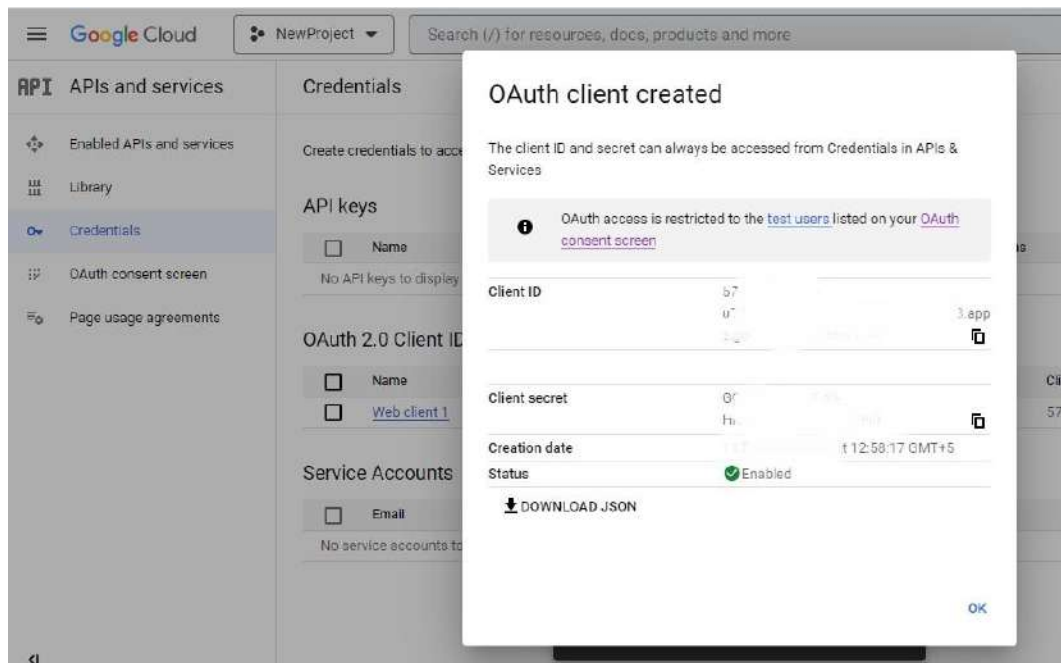 Google Cloud
NewProject
Search (/) for resources, docs, products and more
API APIs and services
Enabled APIs and services
Library
Credentials
OAuth consent screen
Page usage agreements
Credentials
Create credentials to acce
API keys
Name
No API keys to display
OAuth 2.0 Client ID
Name
Web client 1
Service Accounts
Email
No service accounts to
OAuth client created
The client ID and secret can always be accessed from Credentials in APIs &
Services
OAuth access is restricted to the test users listed on your OAuth
consent screen
Client ID
57
3.app
Client secret
Creation date
t 12:58:17 GMT+5
Status
Enabled
DOWNLOAD JSON
OK
Cli
57